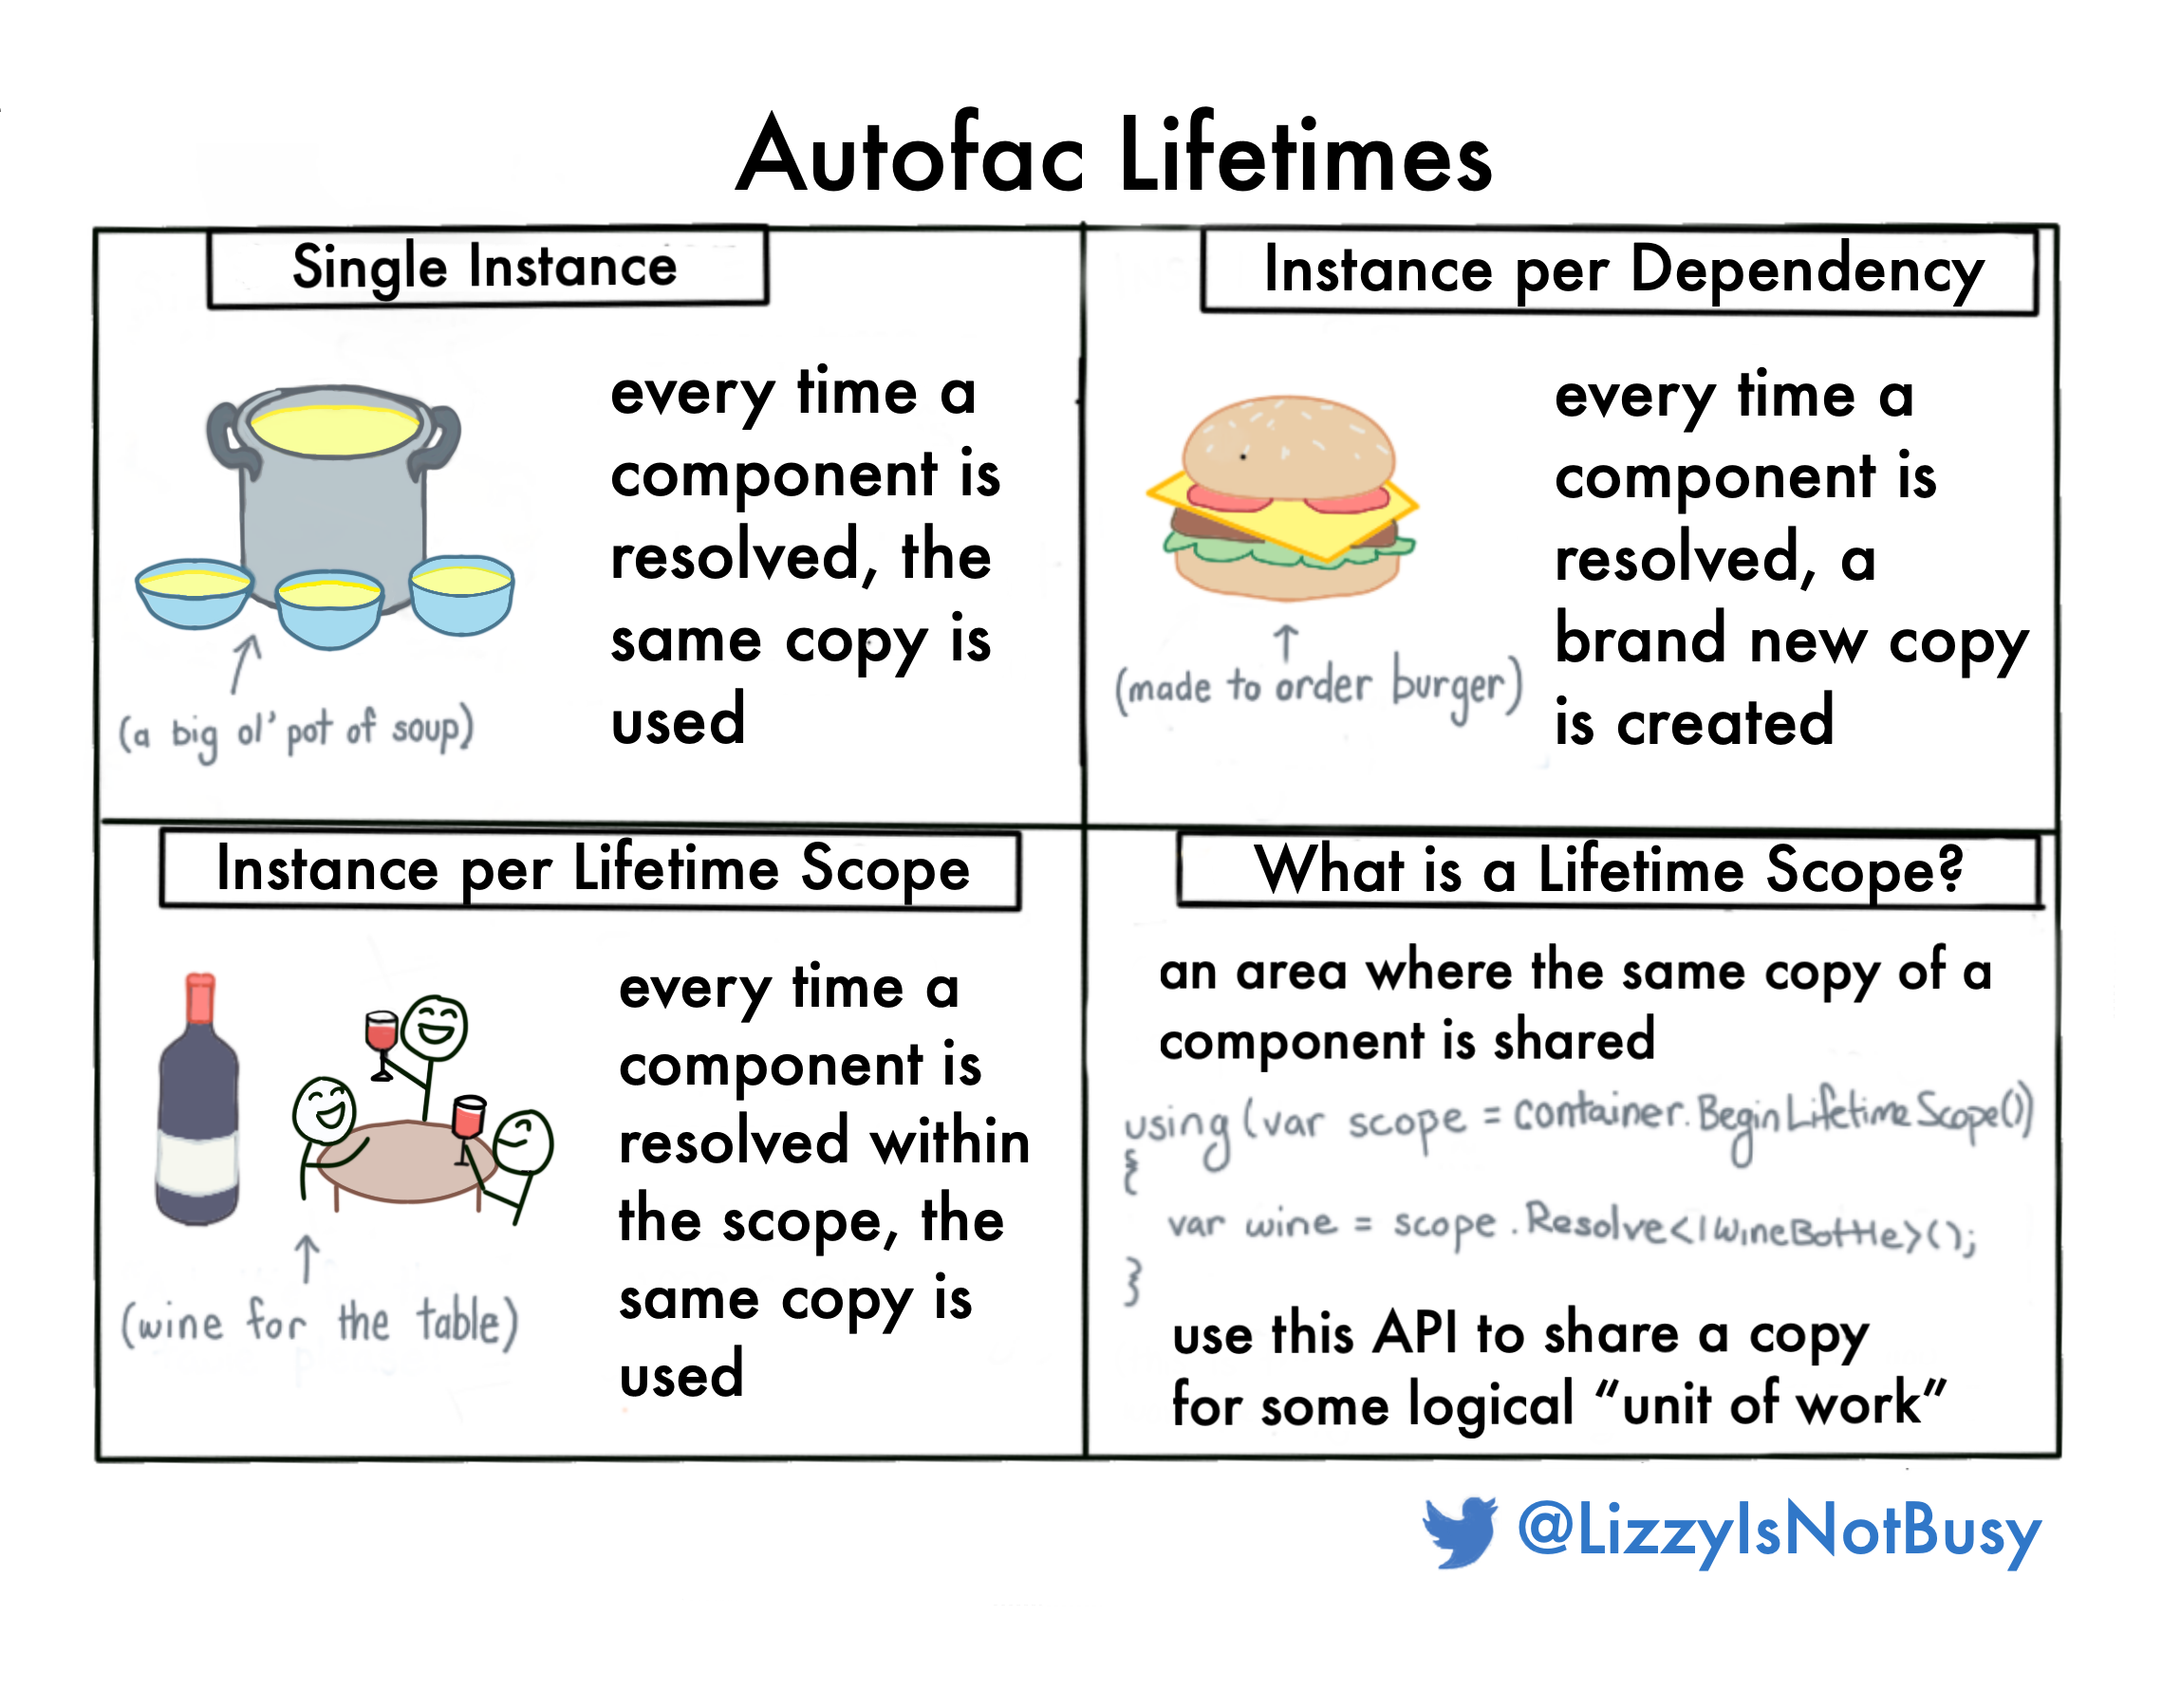 Autofac Lifetimes
Single Instance
every time a
component is
resolved, the
same copy is
used
(a big ol' pot of soup)
Instance per Dependency
every time a
component is
resolved, a
brand new copy
is created
(made to order burger)
Instance per Lifetime Scope
every time a
component is
resolved within
the scope, the
same copy is
used
(wine for the table)
What is a Lifetime Scope?
an area where the same copy of a
component is shared
using (var scope = container.BeginLifetimeScope())
{
var wine = scope.Resolve<IWineBottle>();
}
use this API to share a copy
for some logical “unit of work”
@LizzyIsNotBusy